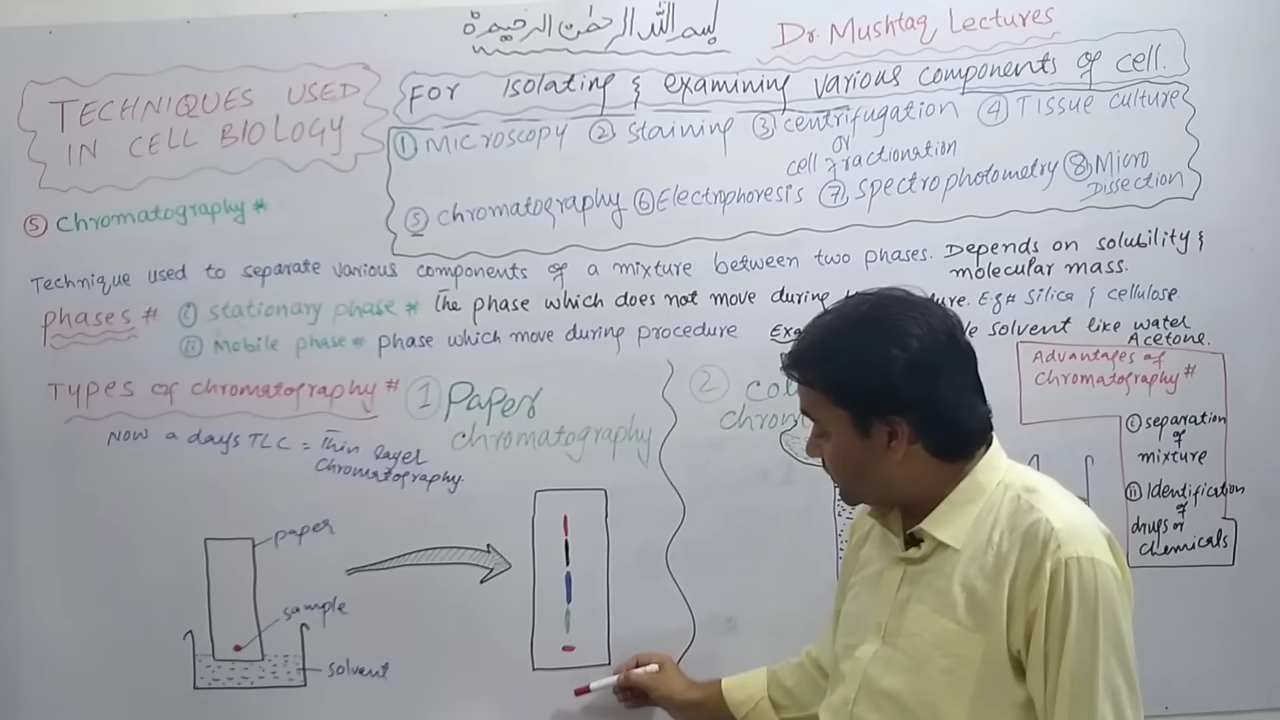 بسم الله الرحمن الرحيم
Dr. Mushtaq Lectures
TECHNIQUES USED
IN CELL BIOLOGY
FOR Isolating & examining various components of cell.
① Microscopy ② staining ③ centrifugation ④ Tissue culture
or
cell fractionation
⑤ chromatography ⑥ Electrophoresis ⑦ spectrophotometry ⑧ Micro
Dissection
⑤ Chromatography *
Technique used to separate various components of a mixture between two phases. Depends on solubility &
molecular mass.
phases # ⓘ stationary phase * The phase which does not move during E.g # silica & cellulose.
ⓘⓘ Mobile phase = phase which move during procedure solvent like water
Acetone.
Types of chromatography #
① Paper
chromatography
Now a days TLC = Thin layer
chromatography.
paper
sample
solvent
②
Advantages of
Chromatography #
ⓘ separation
of
mixture
ⓘⓘ Identification
of
drugs or
chemicals